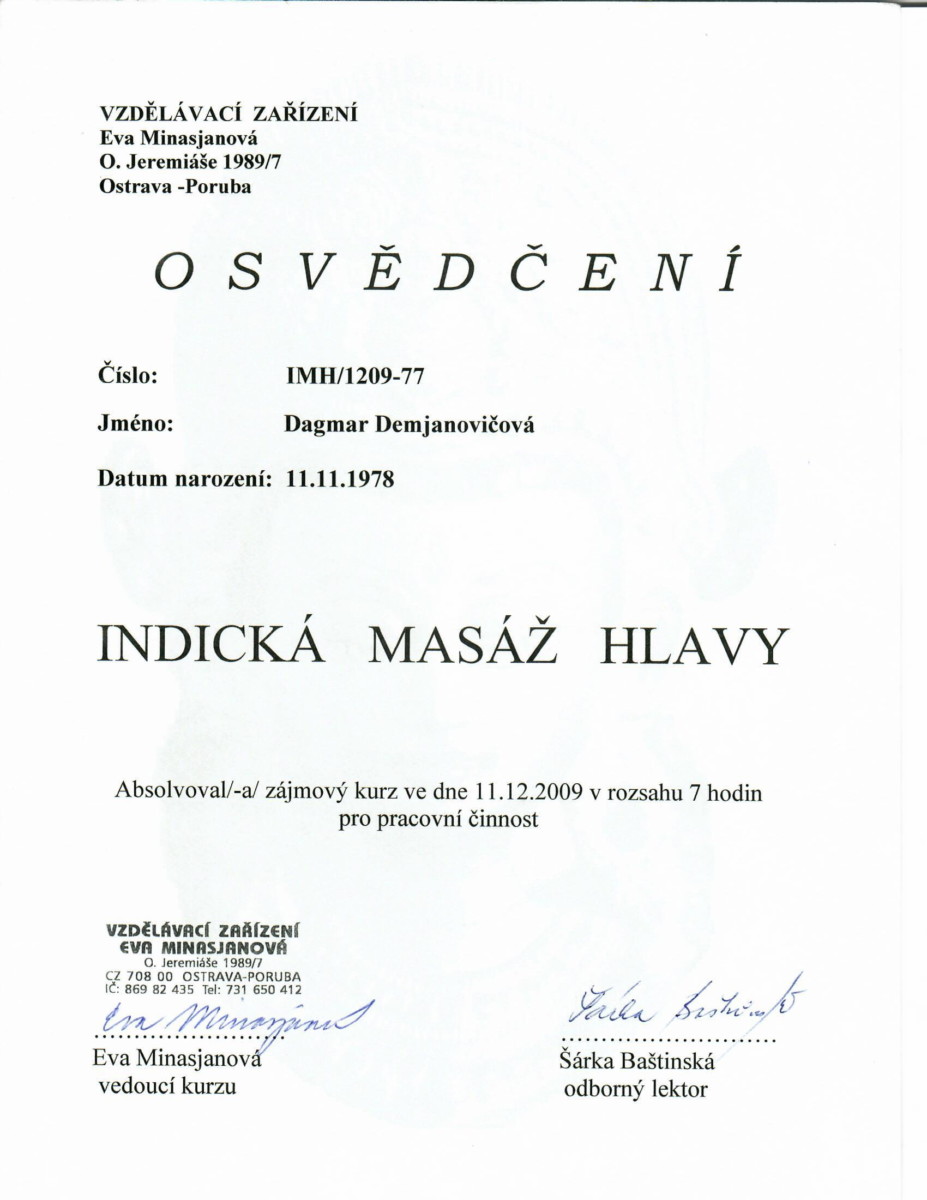 VZDĚLÁVACÍ ZAŘÍZENÍ
Eva Minasjanová
O. Jeremiáše 1989/7
Ostrava -Poruba
OSVĚDČENÍ
Číslo: IMH/1209-77
Jméno: Dagmar Demjanovičová
Datum narození: 11.11.1978
INDICKÁ MASÁŽ HLAVY
Absolvoval/-a/ zájmový kurz ve dne 11.12.2009 v rozsahu 7 hodin
pro pracovní činnost
VZDĚLÁVACÍ ZAŘÍZENÍ
EVA MINASJANOVÁ
O. Jeremiáše 1989/7
CZ 708 00 OSTRAVA-PORUBA
IČ: 869 82 435 Tel: 731 650 412
Eva Minasjanová
Eva Minasjanová
vedoucí kurzu
Šárka Baštinská
Šárka Baštinská
odborný lektor